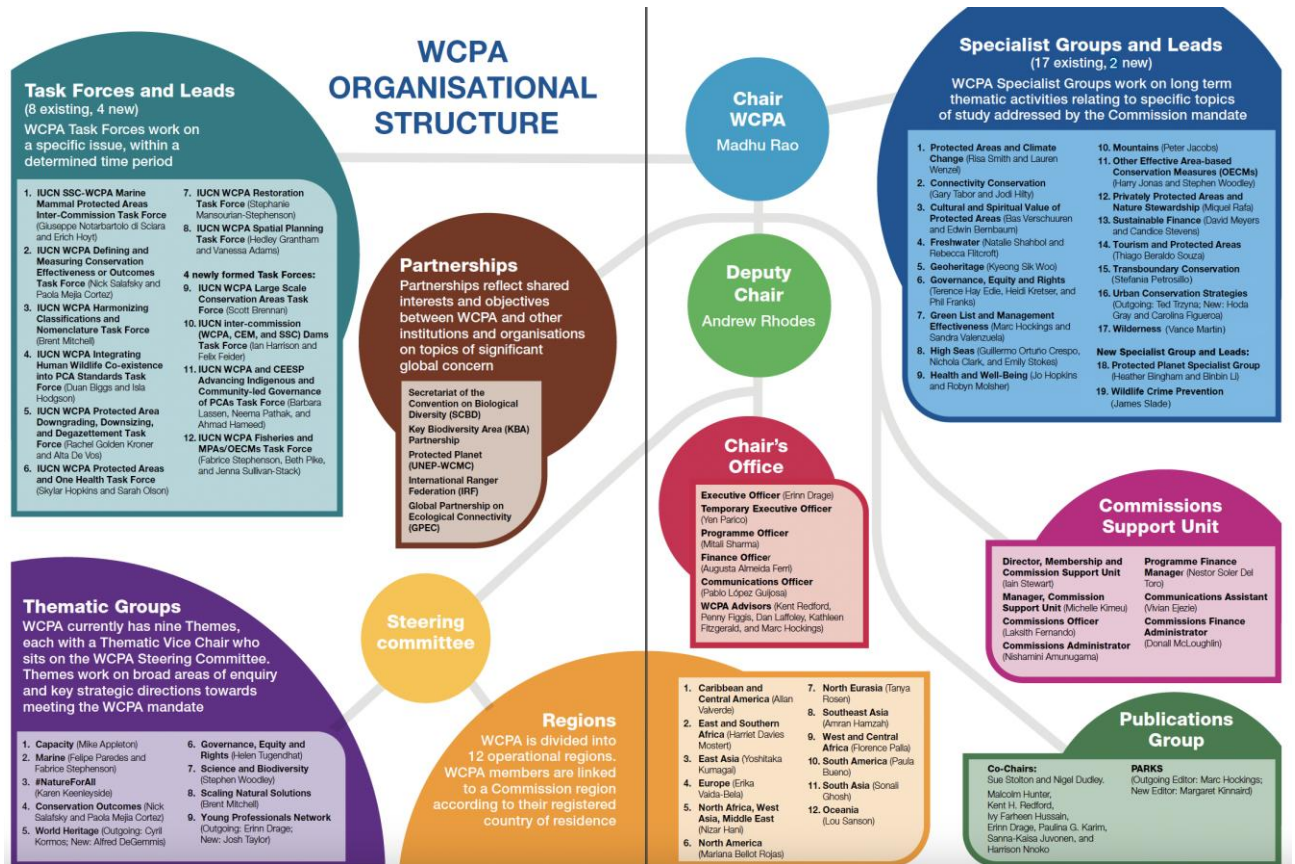 WCPA
ORGANISATIONAL
STRUCTURE
Task Forces and Leads
(8 existing, 4 new)
WCPA Task Forces work on
a specific issue, within a
determined time period
1. IUCN SSC-WCPA Marine
Mammal Protected Areas
Inter-Commission Task Force
(Giuseppe Notarbartolo di Sciara
and Erich Hoyt)
2. IUCN WCPA Defining and
Measuring Conservation
Effectiveness or Outcomes
Task Force (Nick Salafsky and
Paola Mejia Cortez)
3. IUCN WCPA Harmonizing
Classifications and
Nomenclature Task Force
(Brent Mitchell)
4. IUCN WCPA Integrating
Human Wildlife Co-existence
into PCA Standards Task
Force (Duan Biggs and Isla
Hodgson)
5. IUCN WCPA Protected Area
Downgrading, Downsizing,
and Degazettement Task
Force (Rachel Golden Kroner
and Alta De Vos)
6. IUCN WCPA Protected Areas
and One Health Task Force
(Skylar Hopkins and Sarah Olson)
7. IUCN WCPA Restoration
Task Force (Stephanie
Mansourian-Stephenson)
8. IUCN WCPA Spatial Planning
Task Force (Hedley Grantham
and Vanessa Adams)
4 newly formed Task Forces:
9. IUCN WCPA Large Scale
Conservation Areas Task
Force (Scott Brennan)
10. IUCN inter-commission
(WCPA, CEM, and SSC) Dams
Task Force (Ian Harrison and
Felix Feider)
11. IUCN WCPA and CEESP
Advancing Indigenous and
Community-led Governance
of PCAs Task Force (Barbara
Lassen, Neema Pathak, and
Ahmad Hameed)
12. IUCN WCPA Fisheries and
MPAs/OECMs Task Force
(Fabrice Stephenson, Beth Pike,
and Jenna Sullivan-Stack)
Partnerships
Partnerships reflect shared
interests and objectives
between WCPA and other
institutions and organisations
on topics of significant
global concern
Secretariat of the
Convention on Biological
Diversity (SCBD)
Key Biodiversity Area (KBA)
Partnership
Protected Planet
(UNEP-WCMC)
International Ranger
Federation (IRF)
Global Partnership on
Ecological Connectivity
(GPEC)
Chair
WCPA
Madhu Rao
Deputy
Chair
Andrew Rhodes
Chair's
Office
Executive Officer (Erinn Drage)
Temporary Executive Officer
(Yen Parico)
Programme Officer
(Mitali Sharma)
Finance Officer
(Augusta Almeida Ferri)
Communications Officer
(Pablo López Guijosa)
WCPA Advisors (Kent Redford,
Penny Figgis, Dan Laffoley, Kathleen
Fitzgerald, and Marc Hockings)
Specialist Groups and Leads
(17 existing, 2 new)
WCPA Specialist Groups work on long term
thematic activities relating to specific topics
of study addressed by the Commission mandate
1. Protected Areas and Climate
Change (Risa Smith and Lauren
Wenzel)
2. Connectivity Conservation
(Gary Tabor and Jodi Hilty)
3. Cultural and Spiritual Value of
Protected Areas (Bas Verschuuren
and Edwin Bernbaum)
4. Freshwater (Natalie Shahbol and
Rebecca Flitcroft)
5. Geoheritage (Kyeong Sik Woo)
6. Governance, Equity and Rights
(Terence Hay Edie, Heidi Kretser, and
Phil Franks)
7. Green List and Management
Effectiveness (Marc Hockings and
Sandra Valenzuela)
8. High Seas (Guillermo Ortuño Crespo,
Nichola Clark, and Emily Stokes)
9. Health and Well-Being (Jo Hopkins
and Robyn Molsher)
10. Mountains (Peter Jacobs)
11. Other Effective Area-based
Conservation Measures (OECMs)
(Harry Jonas and Stephen Woodley)
12. Privately Protected Areas and
Nature Stewardship (Miquel Rafa)
13. Sustainable Finance (David Meyers
and Candice Stevens)
14. Tourism and Protected Areas
(Thiago Beraldo Souza)
15. Transboundary Conservation
(Stefania Petrosillo)
16. Urban Conservation Strategies
(Outgoing: Ted Trzyna; New: Hoda
Gray and Carolina Figueroa)
17. Wilderness (Vance Martin)
New Specialist Group and Leads:
18. Protected Planet Specialist Group
(Heather Bingham and Binbin Li)
19. Wildlife Crime Prevention
(James Slade)
Commissions
Support Unit
Director, Membership and
Commission Support Unit
(Iain Stewart)
Manager, Commission
Support Unit (Michelle Kimeu)
Commissions Officer
(Laksith Fernando)
Commissions Administrator
(Nishamini Amunugama)
Programme Finance
Manager (Nestor Soler Del
Toro)
Communications Assistant
(Vivian Ejezie)
Commissions Finance
Administrator
(Donall McLoughlin)
Thematic Groups
WCPA currently has nine Themes,
each with a Thematic Vice Chair who
sits on the WCPA Steering Committee.
Themes work on broad areas of enquiry
and key strategic directions towards
meeting the WCPA mandate
1. Capacity (Mike Appleton)
2. Marine (Felipe Paredes and
Fabrice Stephenson)
3. #NatureForAll
(Karen Keenleyside)
4. Conservation Outcomes (Nick
Salafsky and Paola Mejia Cortez)
5. World Heritage (Outgoing: Cyril
Kormos; New: Alfred DeGemmis)
6. Governance, Equity and
Rights (Helen Tugendhat)
7. Science and Biodiversity
(Stephen Woodley)
8. Scaling Natural Solutions
(Brent Mitchell)
9. Young Professionals Network
(Outgoing: Erinn Drage;
New: Josh Taylor)
Steering
committee
Regions
WCPA is divided into
12 operational regions.
WCPA members are linked
to a Commission region
according to their registered
country of residence
1. Caribbean and
Central America (Allan
Valverde)
2. East and Southern
Africa (Harriet Davies
Mostert)
3. East Asia (Yoshitaka
Kumagai)
4. Europe (Erika
Vaida-Bela)
5. North Africa, West
Asia, Middle East
(Nizar Hani)
6. North America
(Mariana Bellot Rojas)
7. North Eurasia (Tanya
Rosen)
8. Southeast Asia
(Amran Hamzah)
9. West and Central
Africa (Florence Palla)
10. South America (Paula
Bueno)
11. South Asia (Sonali
Ghosh)
12. Oceania
(Lou Sanson)
Publications
Group
Co-Chairs:
Sue Stolton and Nigel Dudley.
Malcolm Hunter,
Kent H. Redford,
Ivy Farheen Hussain,
Erinn Drage, Paulina G. Karim,
Sanna-Kaisa Juvonen, and
Harrison Nnoko
PARKS
(Outgoing Editor: Marc Hockings;
New Editor: Margaret Kinnaird)